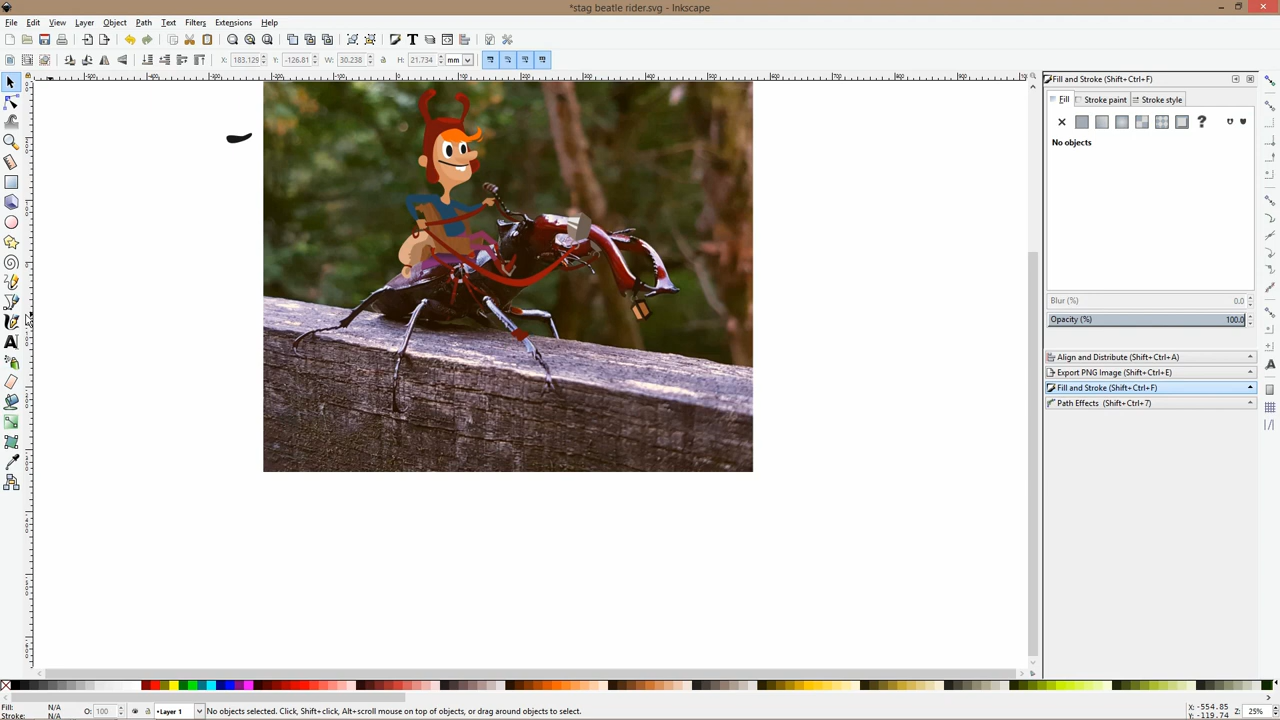 *stag beatle rider.svg - Inkscape
File Edit View Layer Object Path Text Filters Extensions Help
X: 183.129 Y: -126.81 W: 30.238 H: 21.734 mm
Fill and Stroke (Shift+Ctrl+F)
Fill Stroke paint Stroke style
No objects
Blur (%) 0.0
Opacity (%) 100.0
Align and Distribute (Shift+Ctrl+A)
Export PNG Image (Shift+Ctrl+E)
Fill and Stroke (Shift+Ctrl+F)
Path Effects (Shift+Ctrl+7)
Fill: N/A
Stroke: N/A
O: 100
•Layer 1
No objects selected. Click, Shift+click, Alt+scroll mouse on top of objects, or drag around objects to select.
X: -554.85
Y: -119.74
Z: 25%